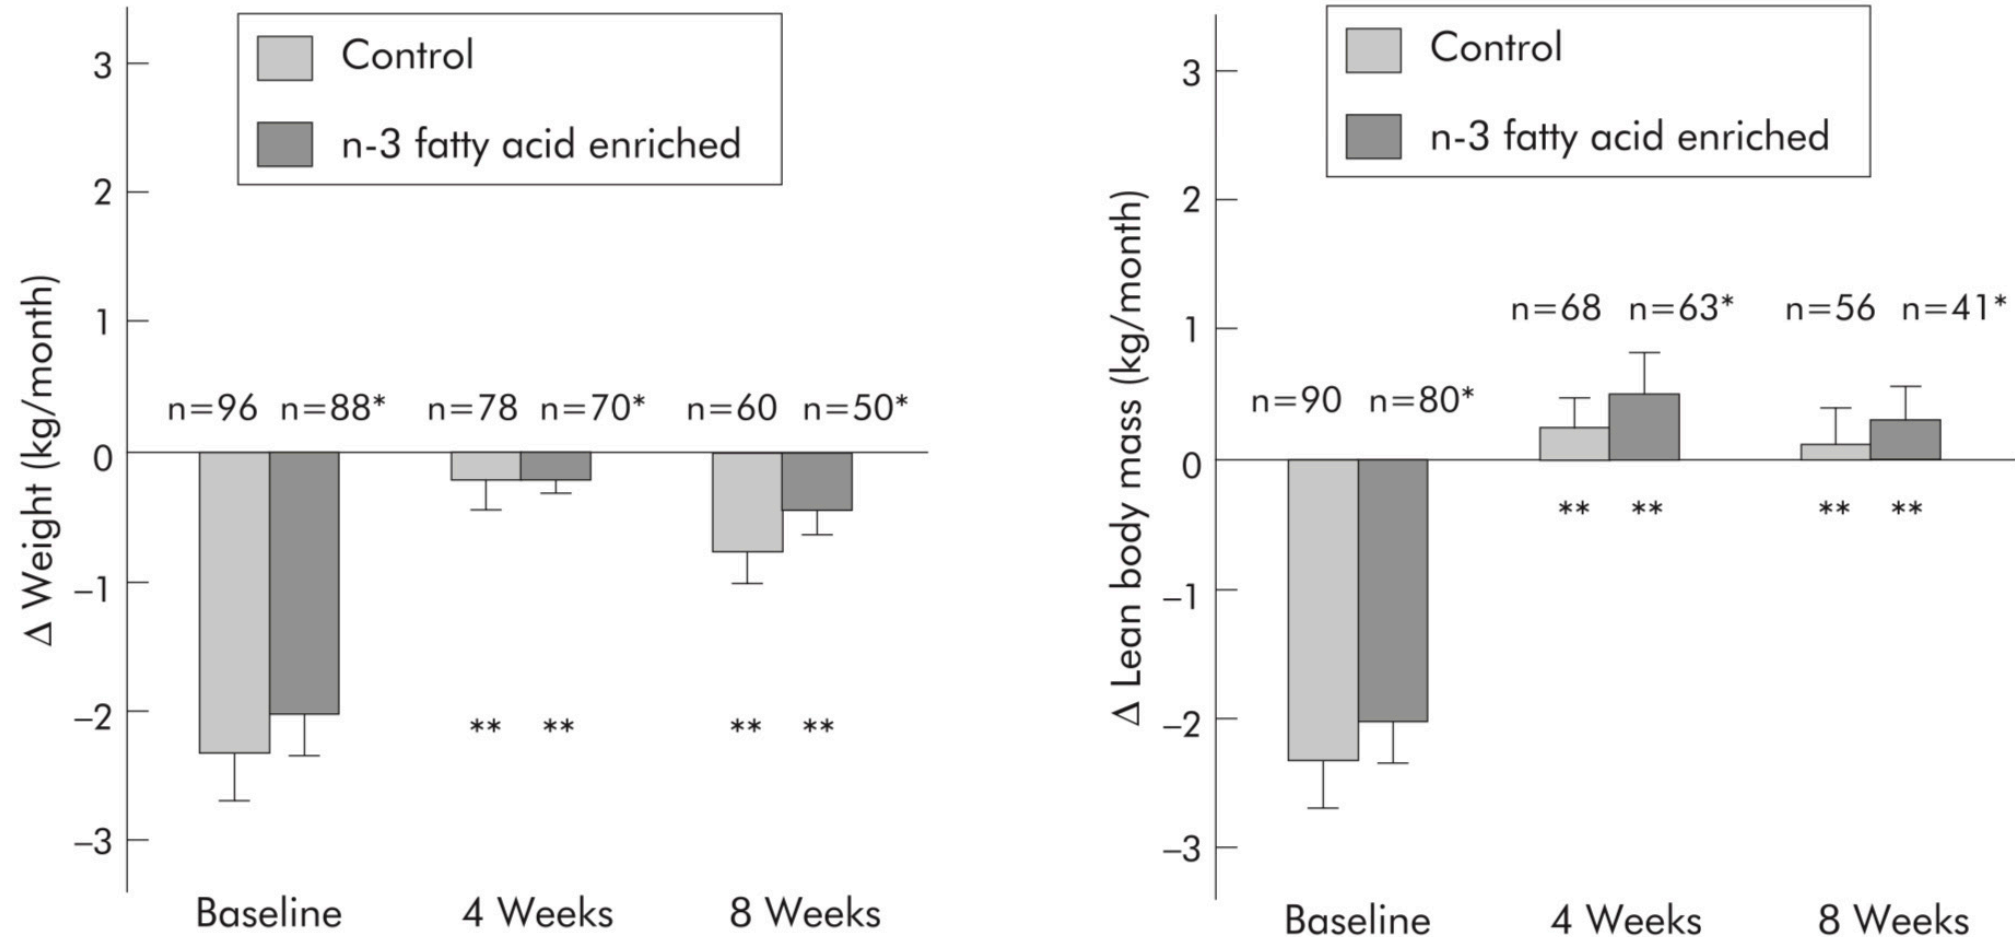 Control
n-3 fatty acid enriched
Δ Weight (kg/month)
3
2
1
0
–1
–2
–3
n=96 n=88* n=78 n=70* n=60 n=50*
** ** ** **
Baseline 4 Weeks 8 Weeks
Control
n-3 fatty acid enriched
Δ Lean body mass (kg/month)
3
2
1
0
–1
–2
–3
n=68 n=63* n=56 n=41*
n=90 n=80*
** ** ** **
Baseline 4 Weeks 8 Weeks